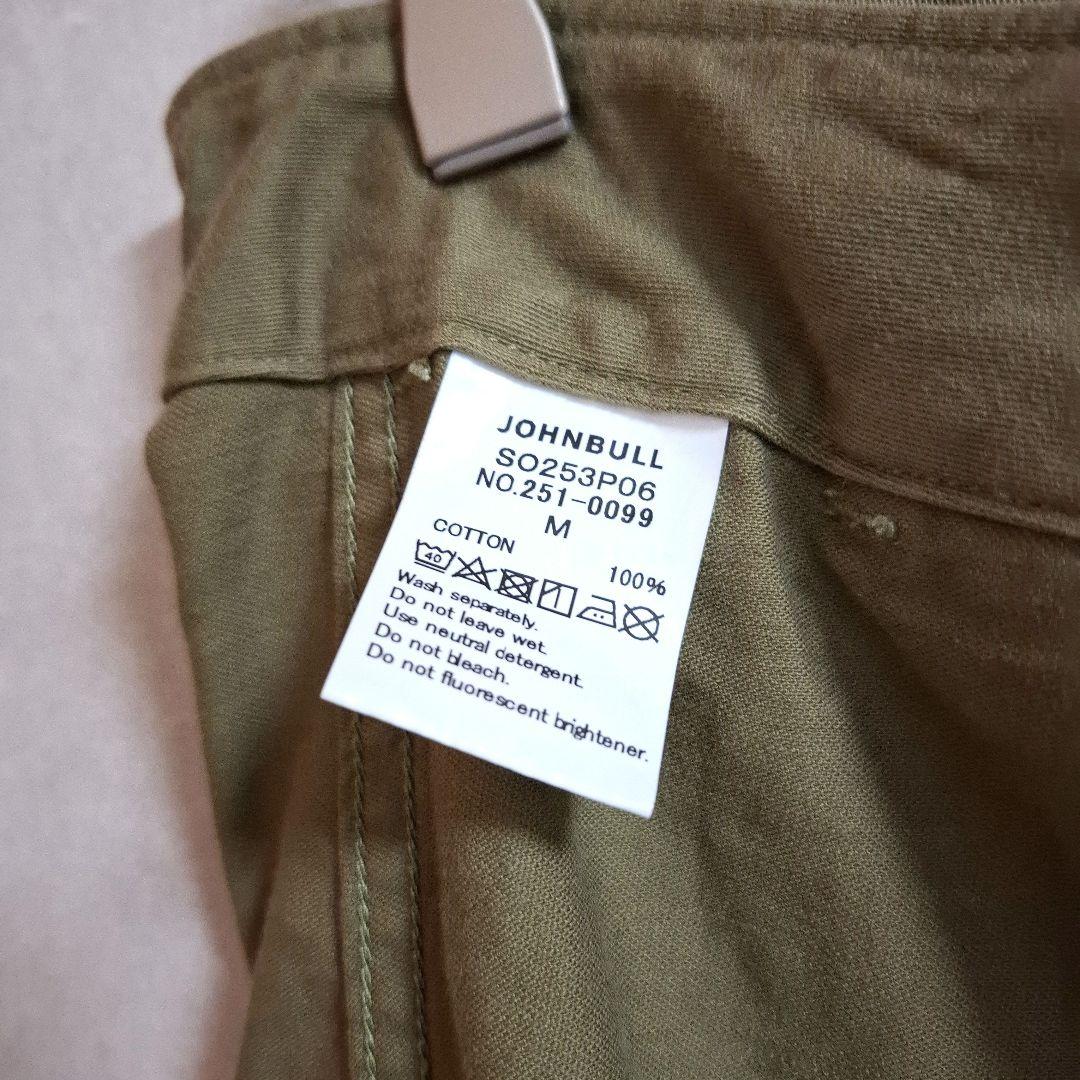 JOHNBULL
SO253P06
NO.251-0099
M
COTTON 100%
40
Wash separately.
Do not leave wet.
Use neutral detergent.
Do not bleach.
Do not fluorescent brightener.